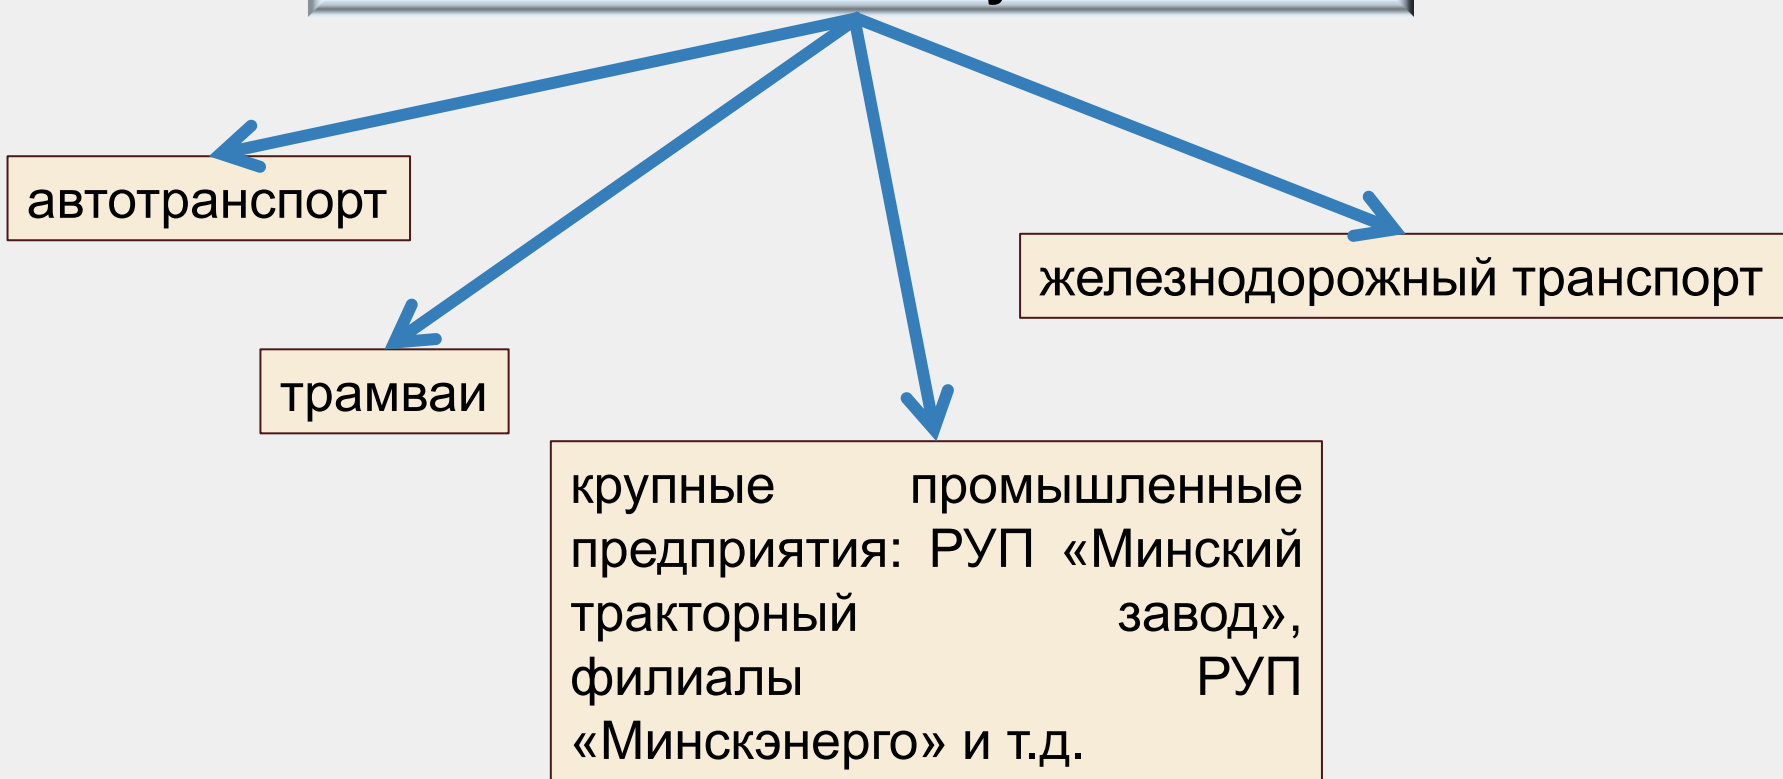 автотранспорт
железнодорожный транспорт
трамваи
крупные промышленные
предприятия: РУП «Минский
тракторный завод»,
филиалы РУП
«Минскэнерго» и т.д.